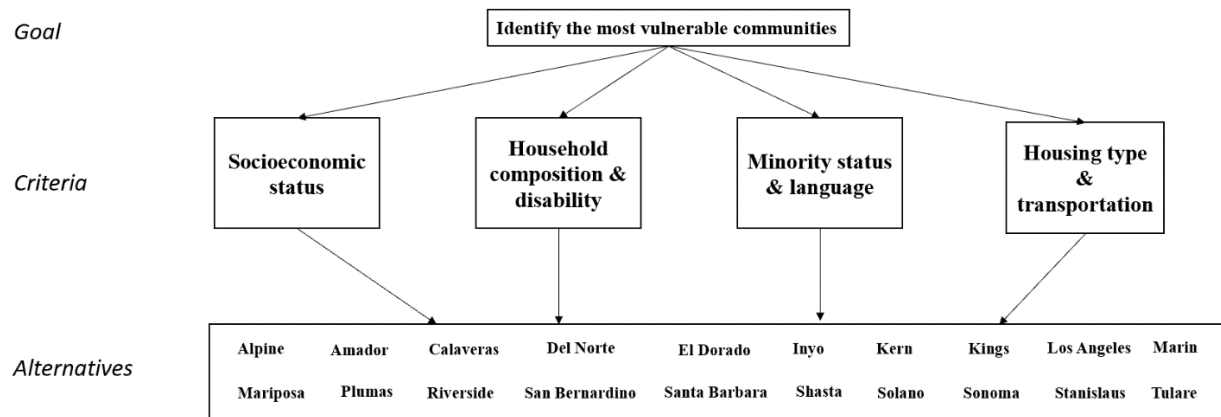 Goal
Identify the most vulnerable communities
Criteria
Socioeconomic
status
Household
composition &
disability
Minority status
& language
Housing type
&
transportation
Alternatives
Alpine Amador Calaveras Del Norte El Dorado Inyo Kern Kings Los Angeles Marin
Mariposa Plumas Riverside San Bernardino Santa Barbara Shasta Solano Sonoma Stanislaus Tulare